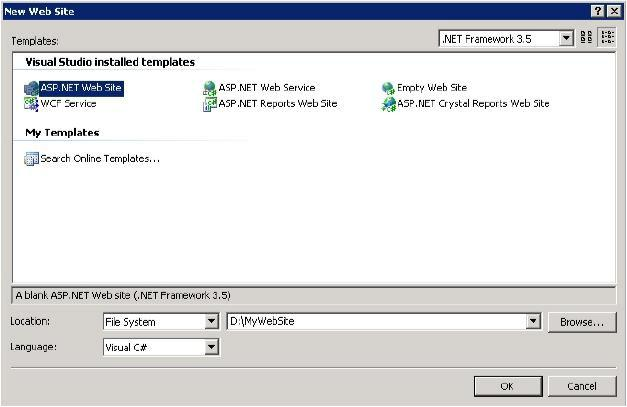 New Web Site
Templates:
.NET Framework 3.5
Visual Studio installed templates
ASP.NET Web Site
ASP.NET Web Service
Empty Web Site
WCF Service
ASP.NET Reports Web Site
ASP.NET Crystal Reports Web Site
My Templates
Search Online Templates...
A blank ASP.NET Web site (.NET Framework 3.5)
Location:
File System
D:\MyWebSite
Browse...
Language:
Visual C#
OK
Cancel